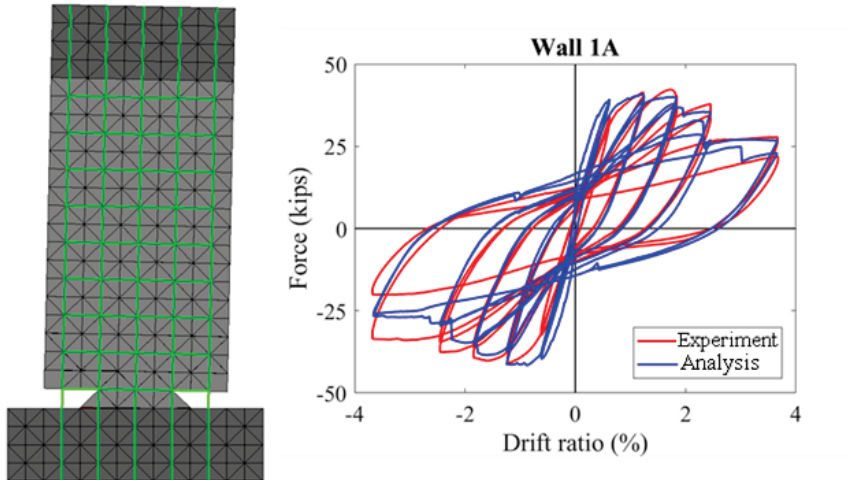 Wall 1A
50
25
0
-25
-50
Force (kips)
-4
-2
0
2
4
Drift ratio (%)
Experiment
Analysis